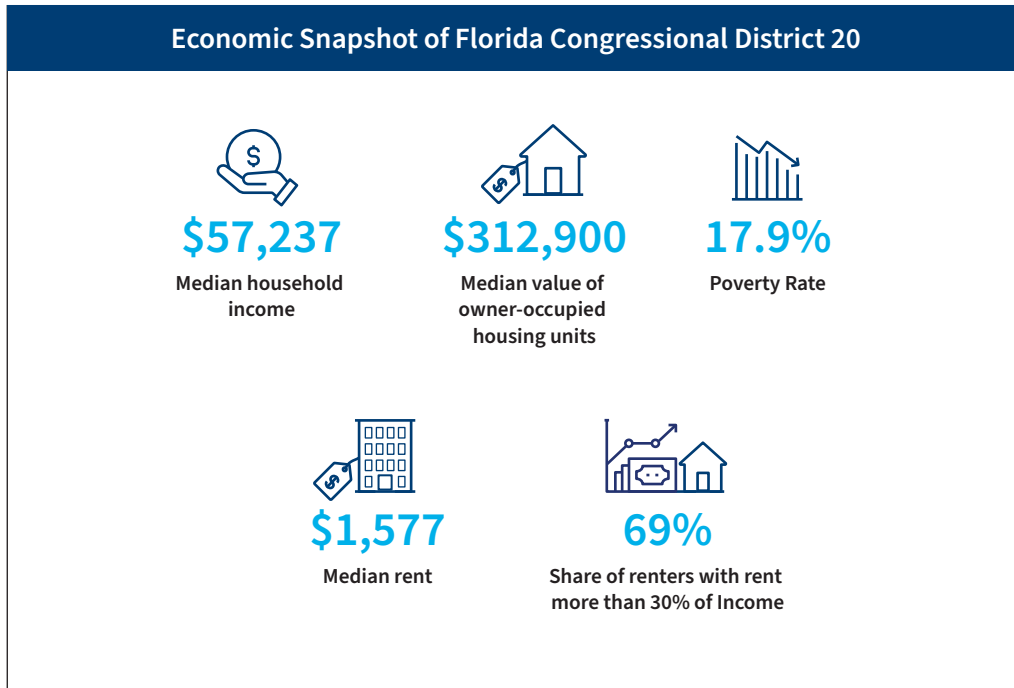 Economic Snapshot of Florida Congressional District 20
$
$
$57,237
Median household
income
$312,900
Median value of
owner-occupied
housing units
17.9%
Poverty Rate
$
$1,577
Median rent
69%
Share of renters with rent
more than 30% of Income